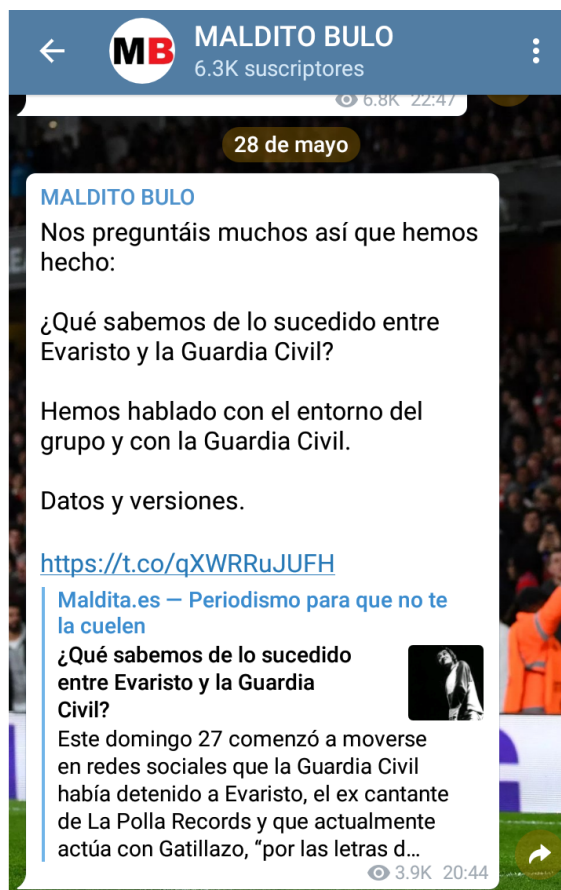 MB
MALDITO BULO
6.3K suscriptores
6.8K 22:47
28 de mayo
MALDITO BULO
Nos preguntáis muchos así que hemos
hecho:
¿Qué sabemos de lo sucedido entre
Evaristo y la Guardia Civil?
Hemos hablado con el entorno del
grupo y con la Guardia Civil.
Datos y versiones.
https://t.co/qXWRRuJUFH
Maldita.es — Periodismo para que no te
la cuelen
¿Qué sabemos de lo sucedido
entre Evaristo y la Guardia
Civil?
Este domingo 27 comenzó a moverse
en redes sociales que la Guardia Civil
había detenido a Evaristo, el ex cantante
de La Polla Records y que actualmente
actúa con Gatillazo, “por las letras d...
3.9K 20:44